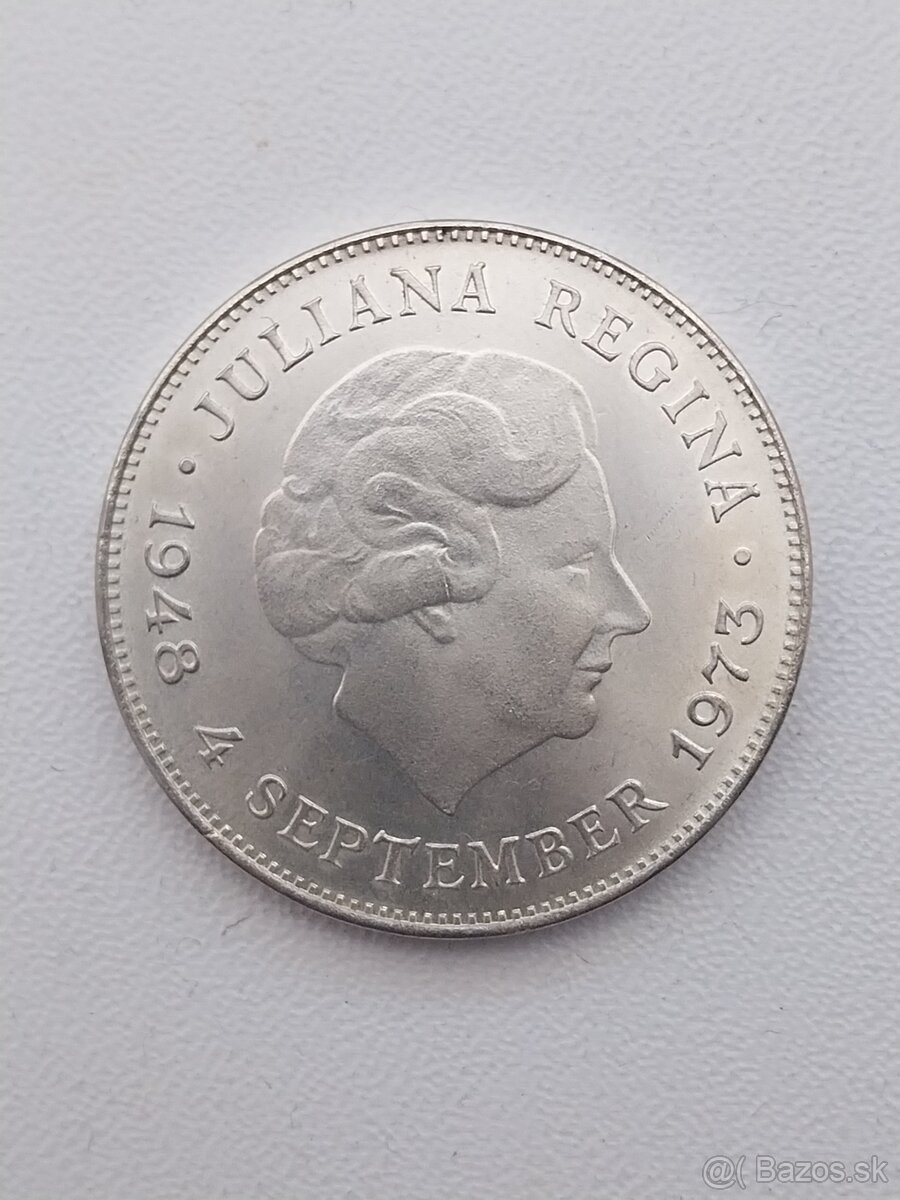 · JULIANA REGINA ·
1948 4 SEPTEMBER 1973
@( Bazos.sk